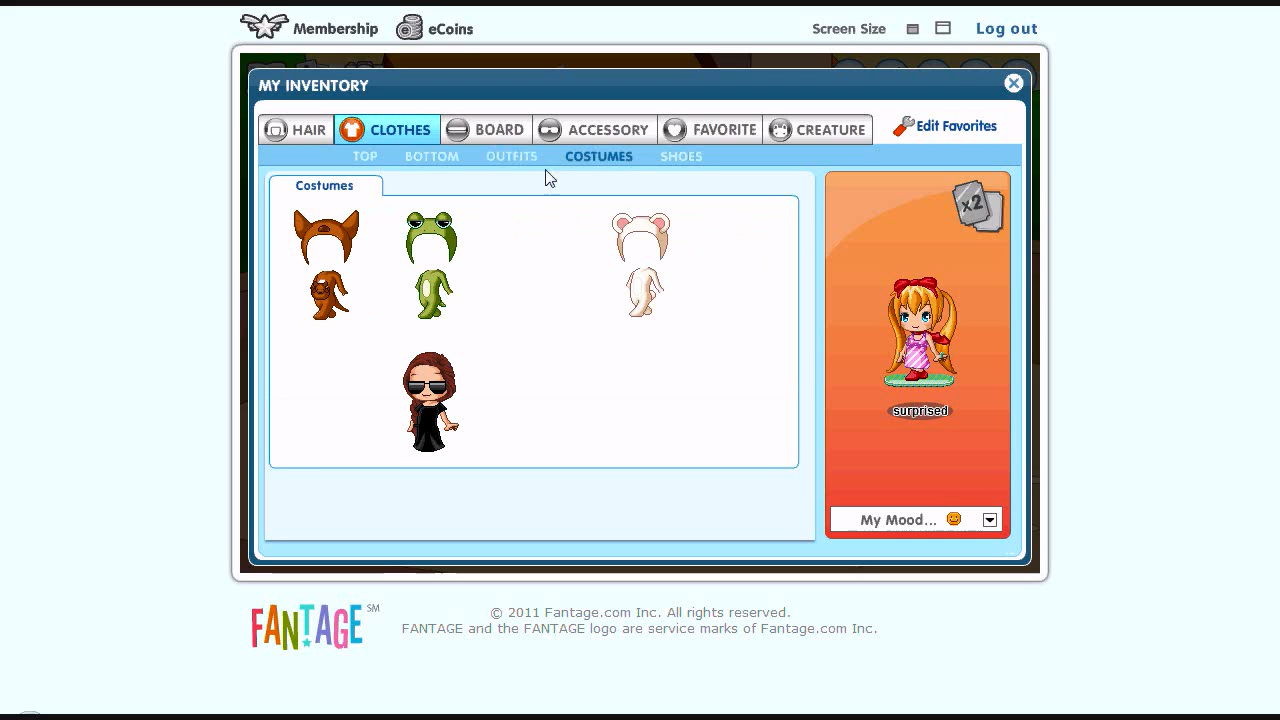 Membership eCoins Screen Size Log out
MY INVENTORY
HAIR CLOTHES BOARD ACCESSORY FAVORITE CREATURE Edit Favorites
TOP BOTTOM OUTFITS COSTUMES SHOES
Costumes
x2
surprised
My Mood...
FANTAGE SM
© 2011 Fantage.com Inc. All rights reserved.
FANTAGE and the FANTAGE logo are service marks of Fantage.com Inc.